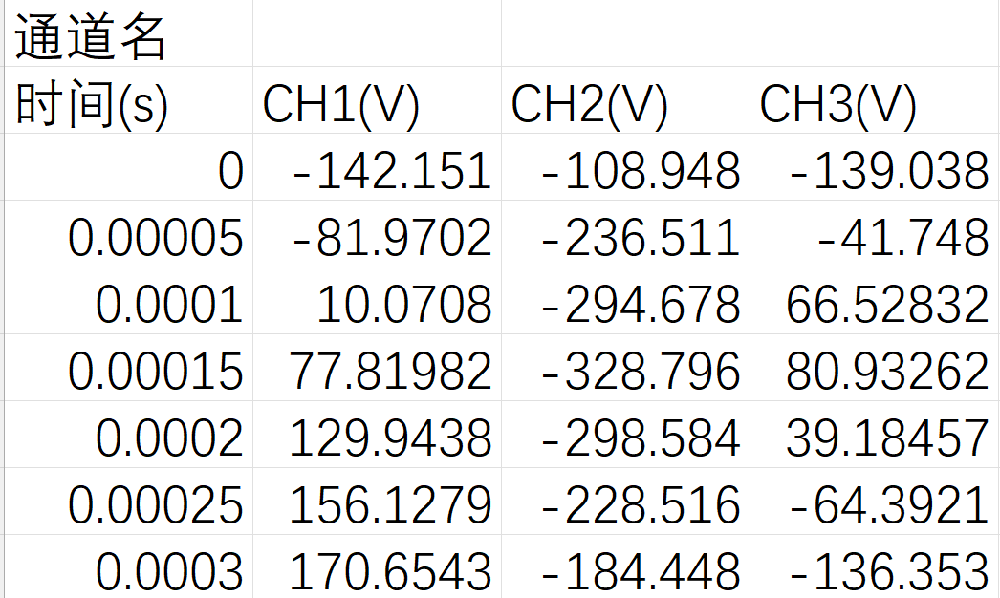 通道名
时间(s) CH1(V) CH2(V) CH3(V)
0 -142.151 -108.948 -139.038
0.00005 -81.9702 -236.511 -41.748
0.0001 10.0708 -294.678 66.52832
0.00015 77.81982 -328.796 80.93262
0.0002 129.9438 -298.584 39.18457
0.00025 156.1279 -228.516 -64.3921
0.0003 170.6543 -184.448 -136.353